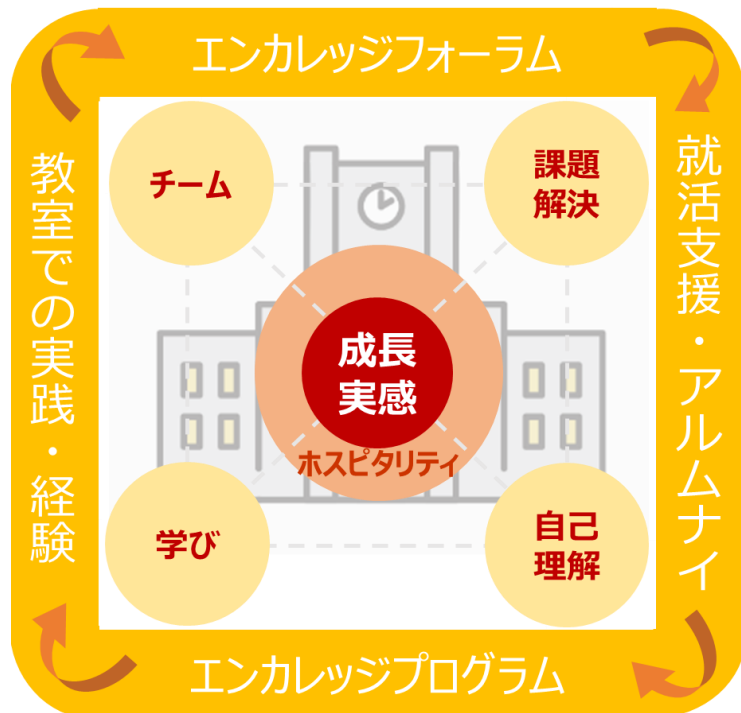 エンカレッジフォーラム
教室での実践・経験
就活支援・アルムナイ
チーム
課題
解決
成長
実感
ホスピタリティ
学び
自己
理解
エンカレッジプログラム